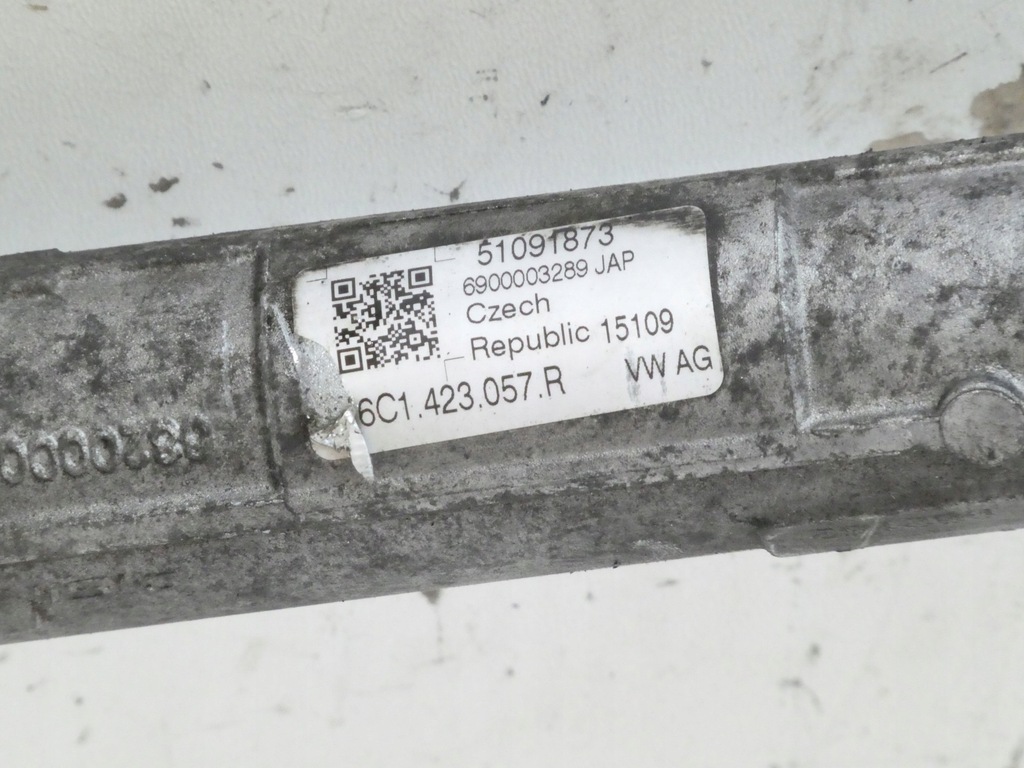 51091873
6900003289 JAP
Czech
Republic 15109
6C1.423.057.R VW AG